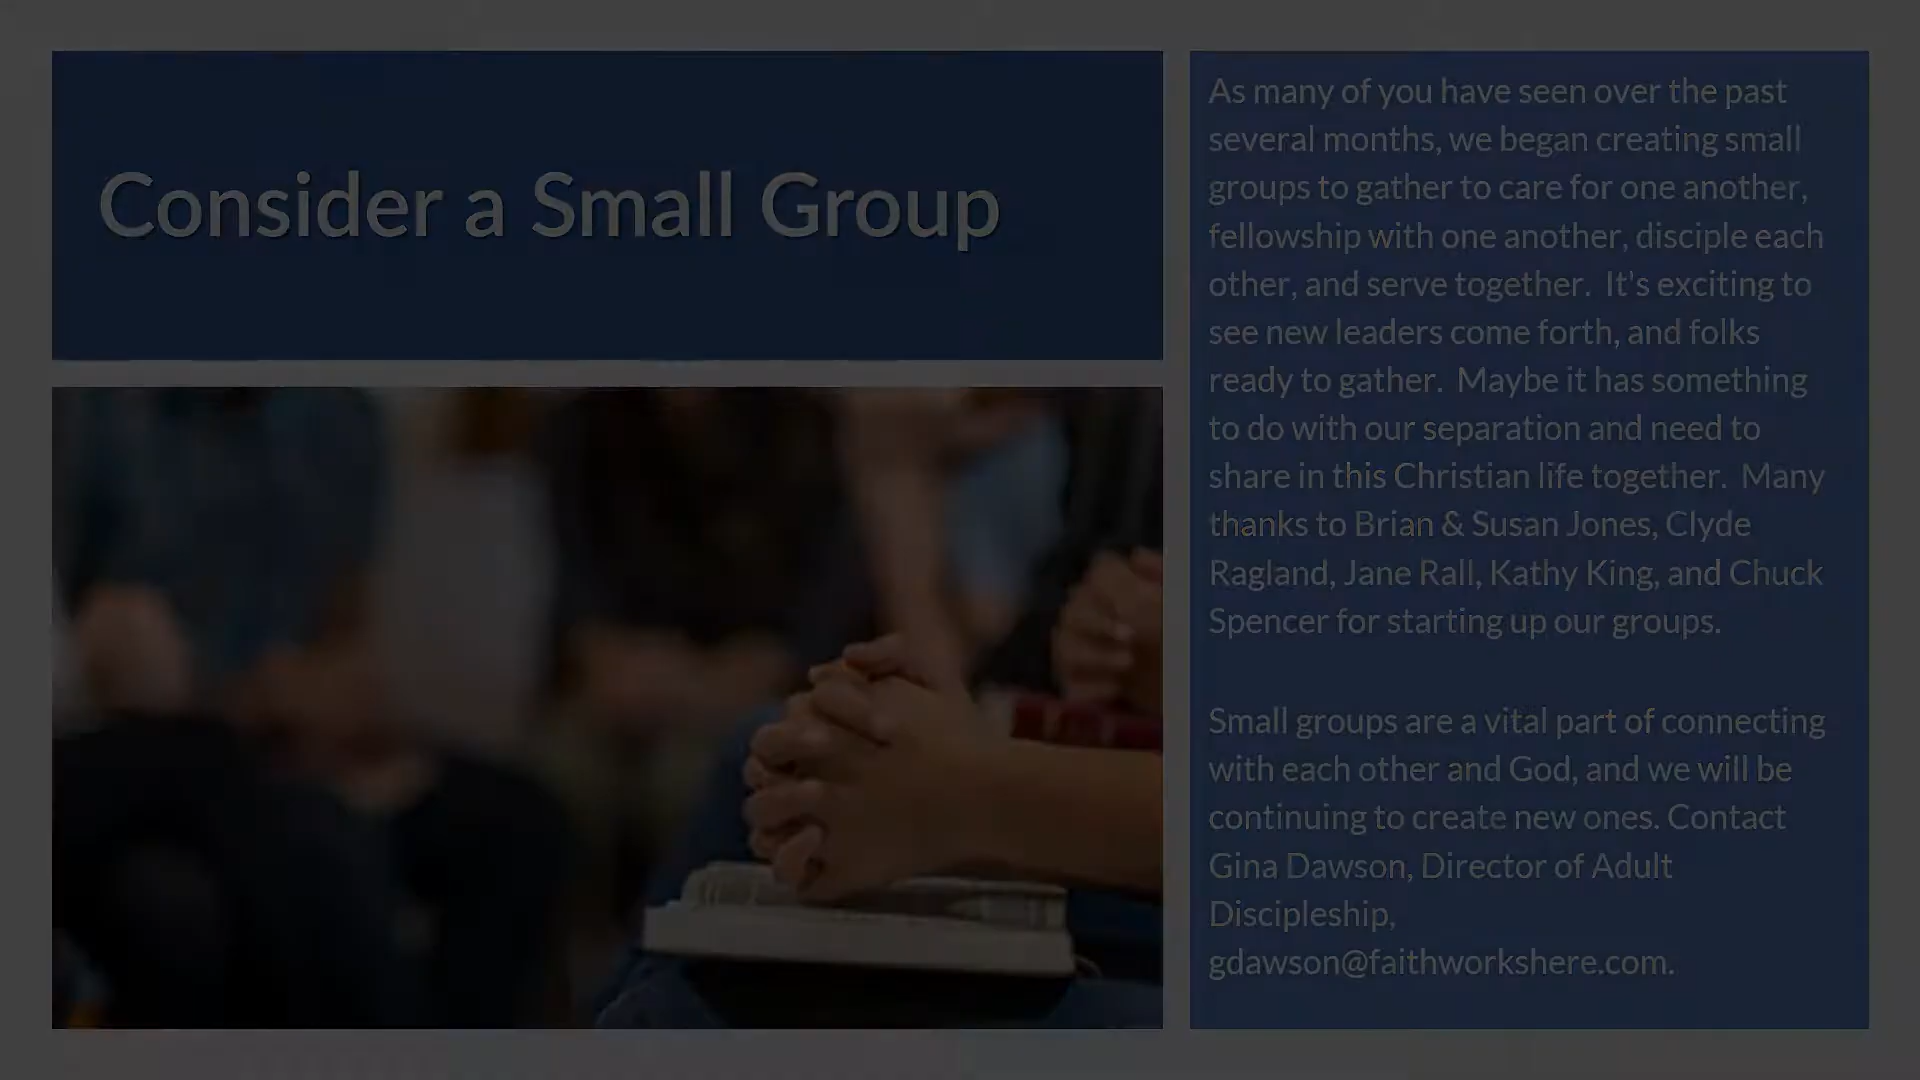 Consider a Small Group
As many of you have seen over the past
several months, we began creating small
groups to gather to care for one another,
fellowship with one another, disciple each
other, and serve together.  It's exciting to
see new leaders come forth, and folks
ready to gather.  Maybe it has something
to do with our separation and need to
share in this Christian life together.  Many
thanks to Brian & Susan Jones, Clyde
Ragland, Jane Rall, Kathy King, and Chuck
Spencer for starting up our groups.
Small groups are a vital part of connecting
with each other and God, and we will be
continuing to create new ones. Contact
Gina Dawson, Director of Adult
Discipleship,
gdawson@faithworkshere.com.